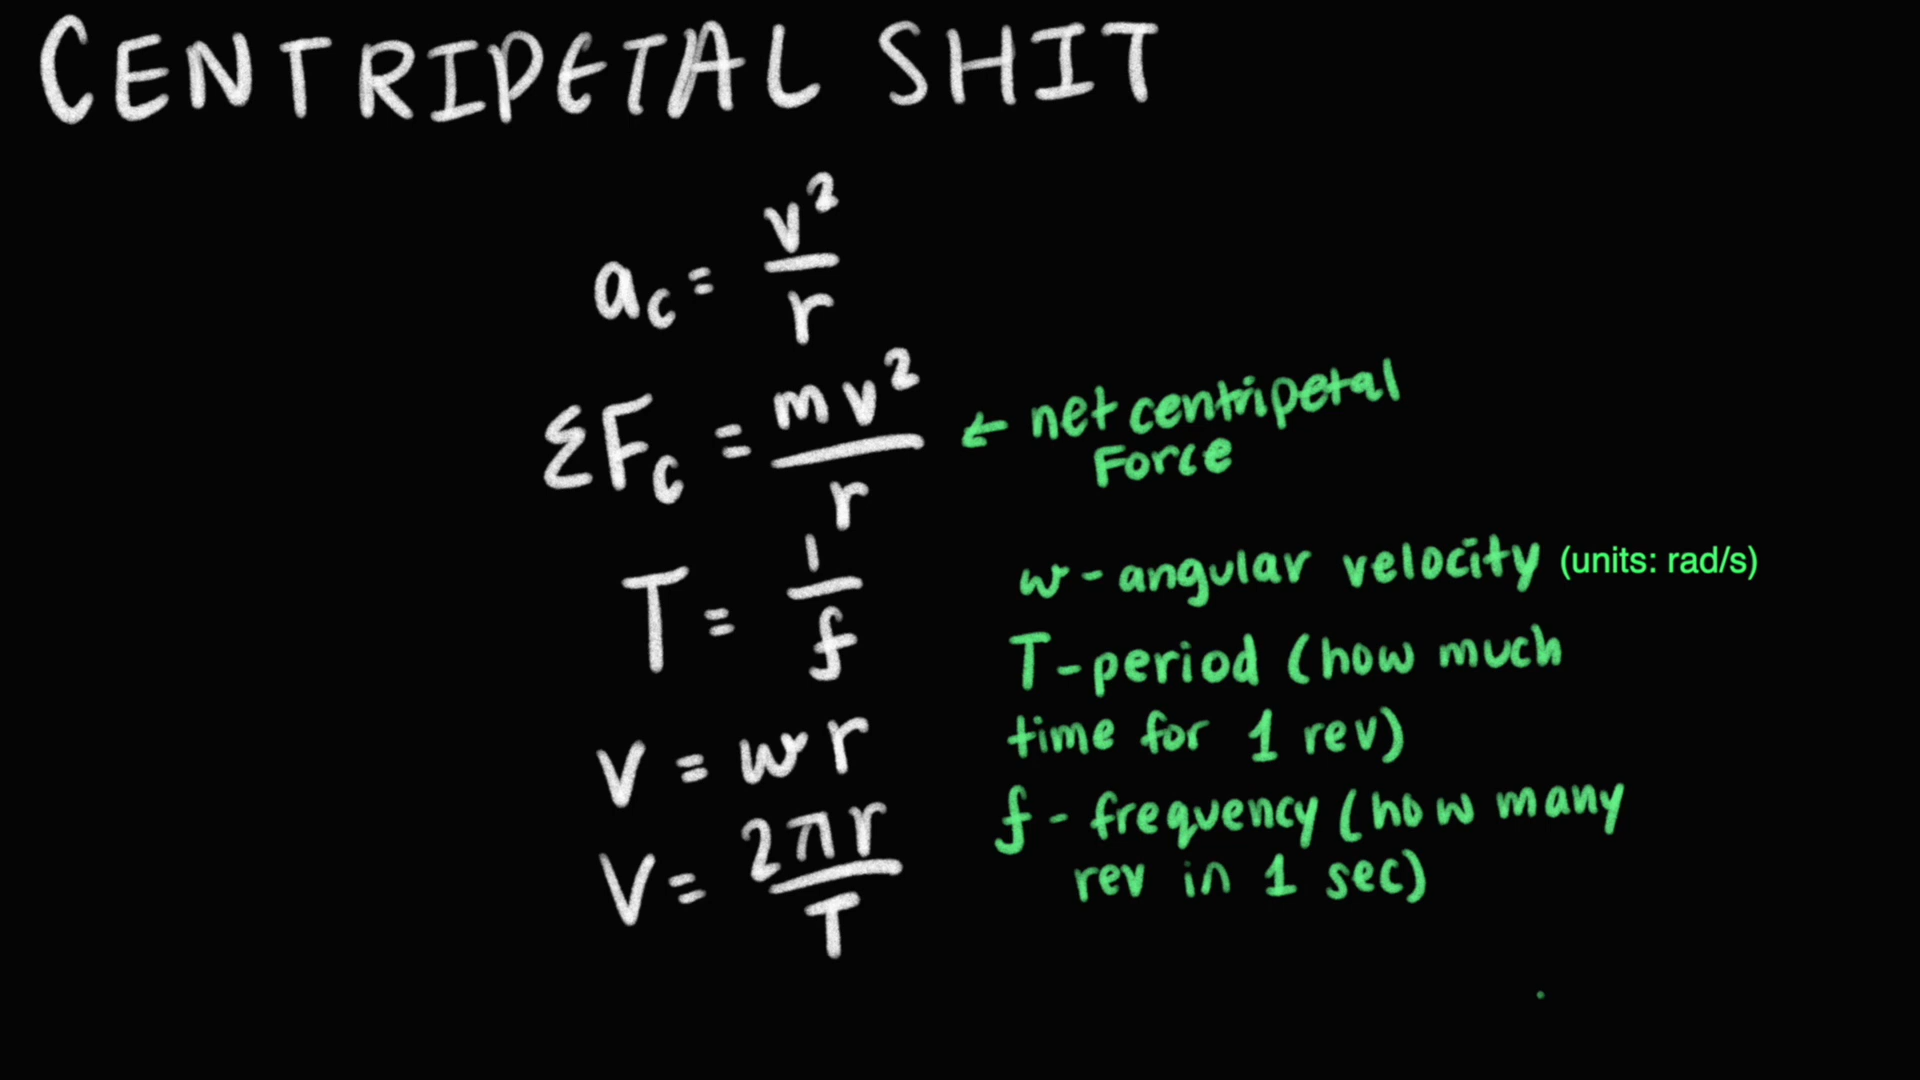 CENTRIPETAL SHIT
a_c = v²/r
ΣF_c = mv²/r ← net centripetal
Force
T = 1/f
v = wr
v = 2πr/T
w - angular velocity (units: rad/s)
T - period (how much
time for 1 rev)
f - frequency (how many
rev in 1 sec)